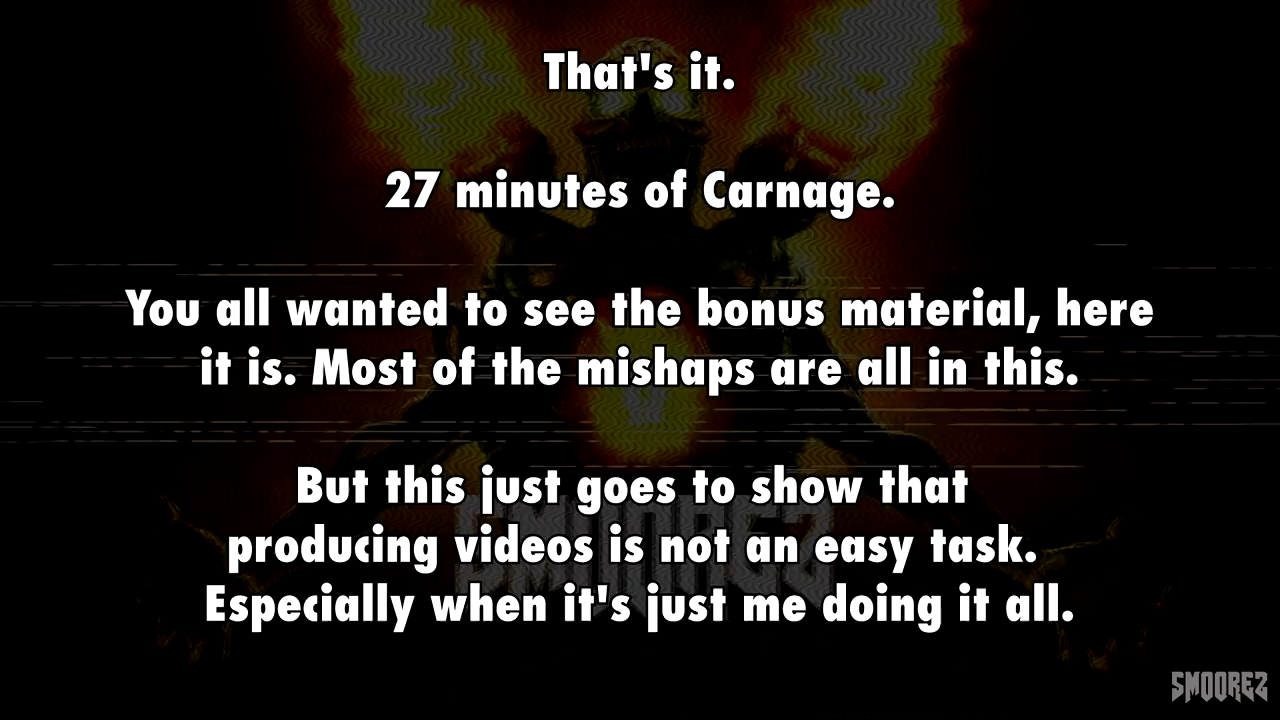 That's it.
27 minutes of Carnage.
You all wanted to see the bonus material, here
it is. Most of the mishaps are all in this.
But this just goes to show that
producing videos is not an easy task.
Especially when it's just me doing it all.
SMOOREZ
SMOOREZ